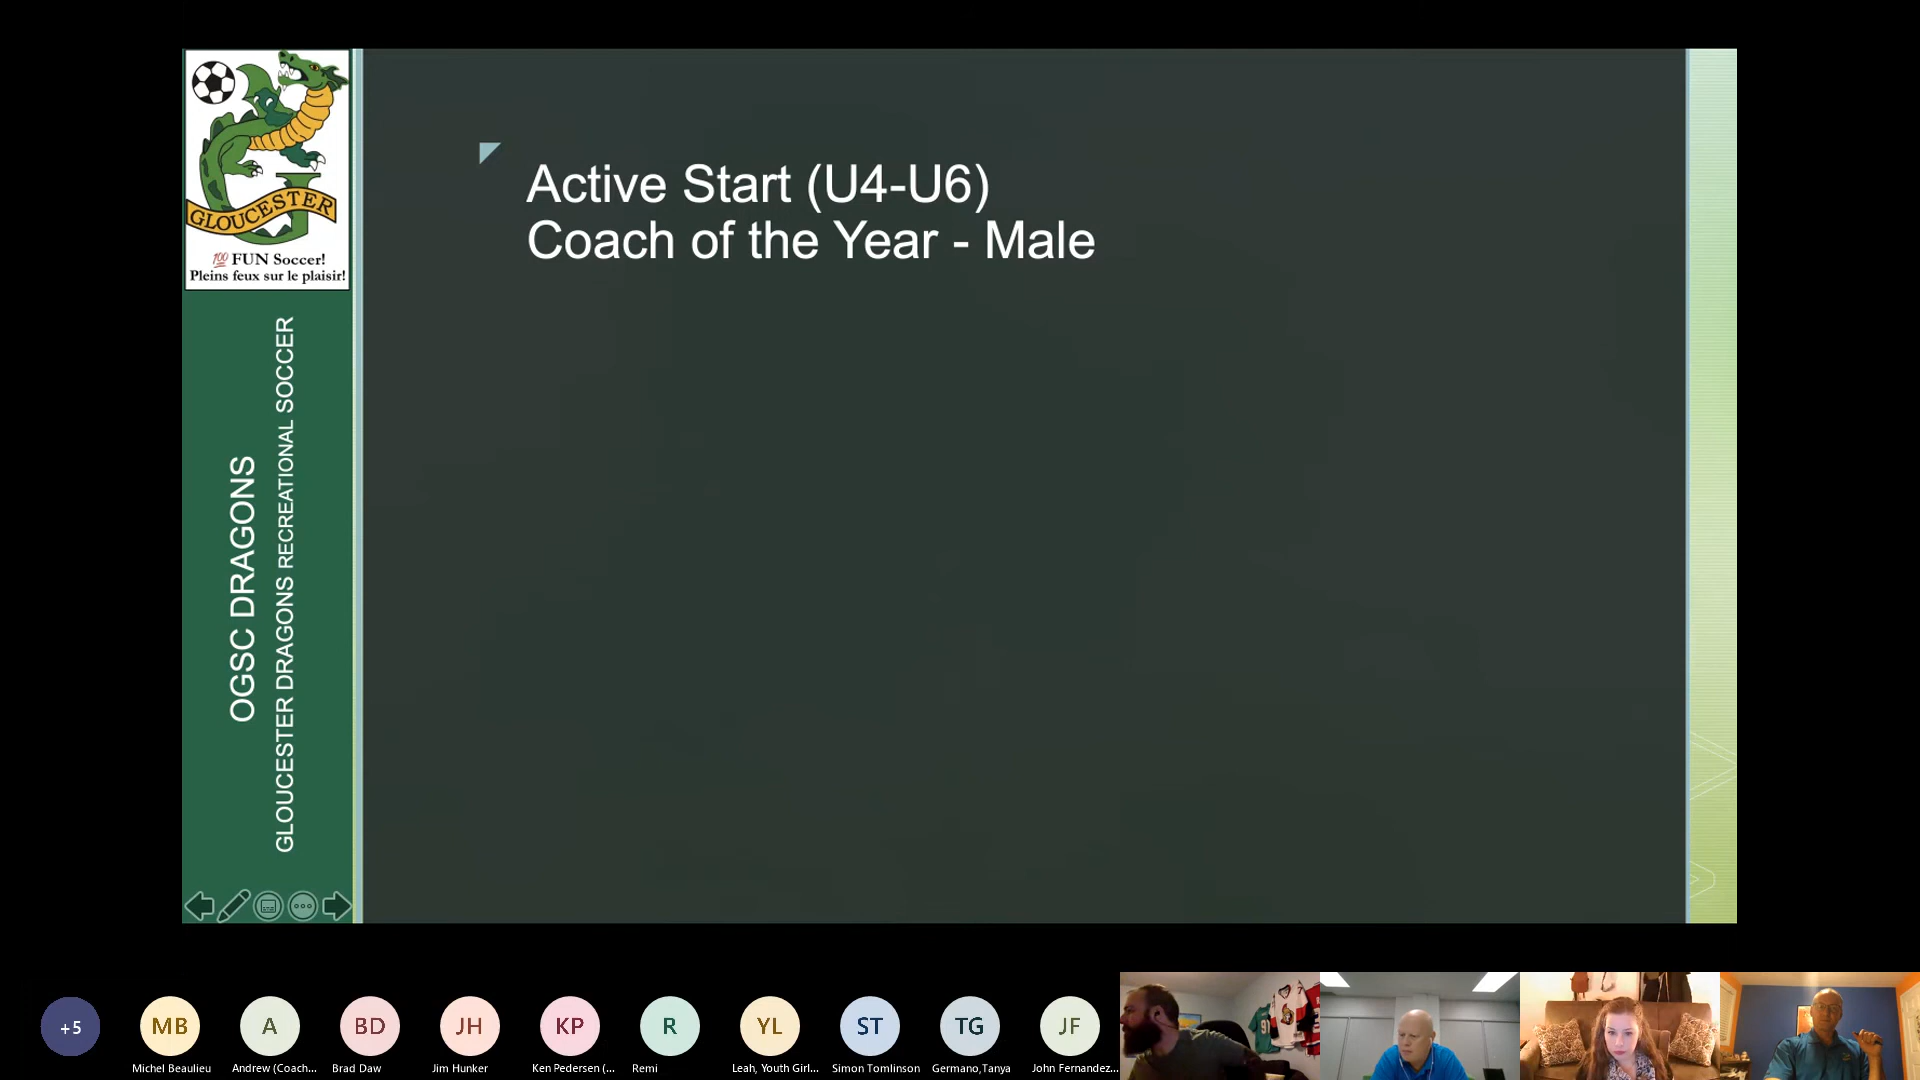 GLOUCESTER
💯 FUN Soccer!
Pleins feux sur le plaisir!
OGSC DRAGONS
GLOUCESTER DRAGONS RECREATIONAL SOCCER
Active Start (U4-U6)
Coach of the Year - Male
+5
MB
A
BD
JH
KP
R
YL
ST
TG
JF
Michel Beaulieu
Andrew (Coach...
Brad Daw
Jim Hunker
Ken Pedersen (...
Remi
Leah, Youth Girl...
Simon Tomlinson
Germano,Tanya
John Fernandez...